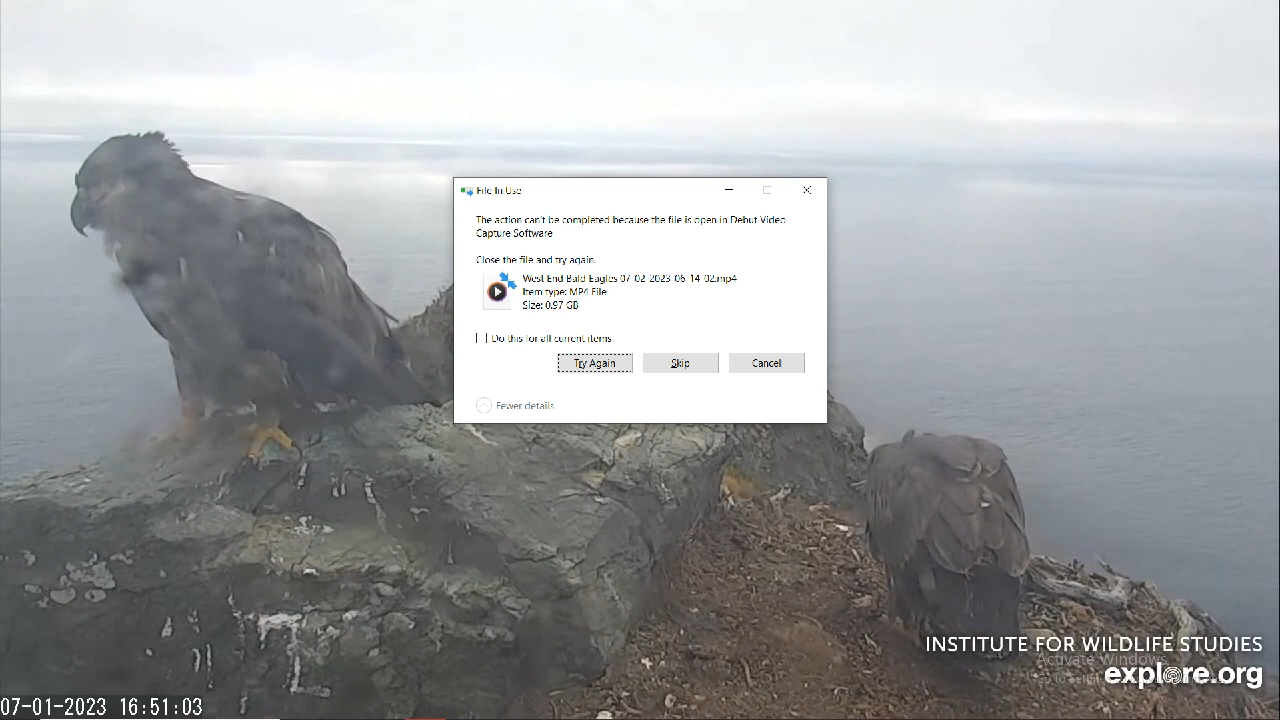 File In Use
The action can't be completed because the file is open in Debut Video
Capture Software
Close the file and try again.
West End Bald Eagles 07-02-2023 06-14-02.mp4
Item type: MP4 File
Size: 0.97 GB
Do this for all current items
Try Again Skip Cancel
Fewer details
INSTITUTE FOR WILDLIFE STUDIES
Activate Windows
explore.org
07-01-2023 16:51:03